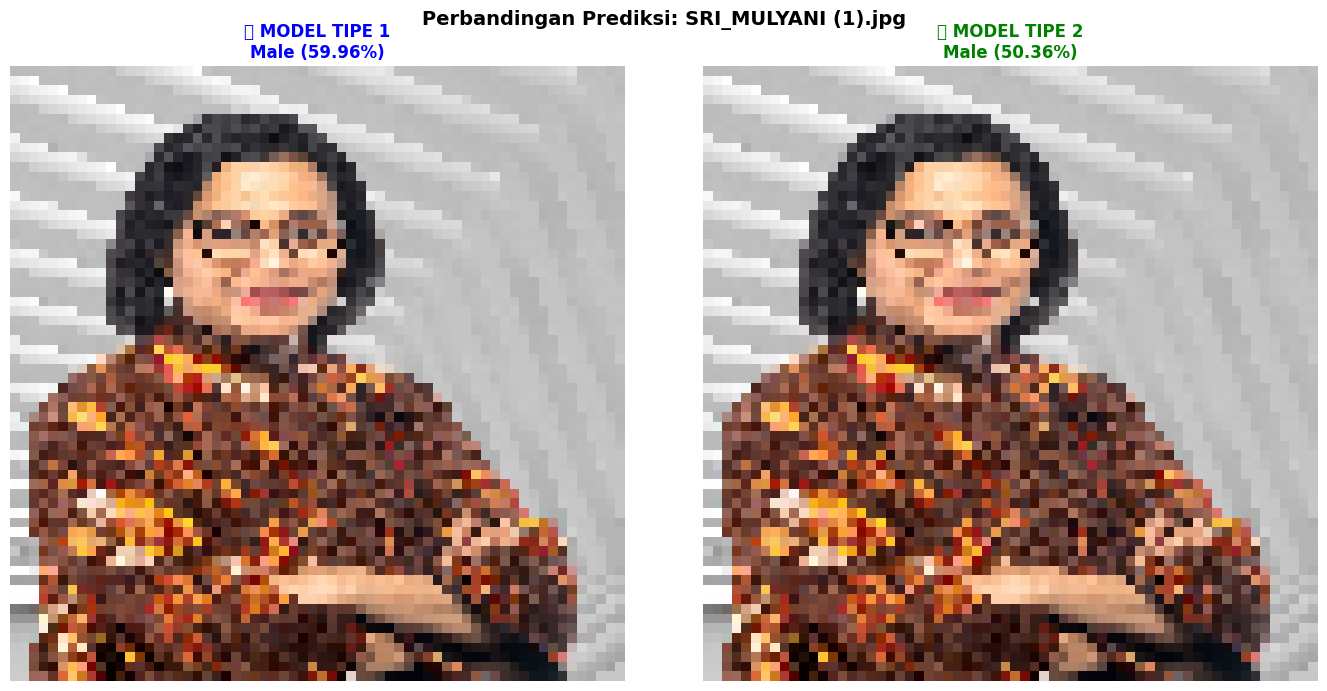 Perbandingan Prediksi: SRI_MULYANI (1).jpg
MODEL TIPE 1
Male (59.96%)
MODEL TIPE 2
Male (50.36%)